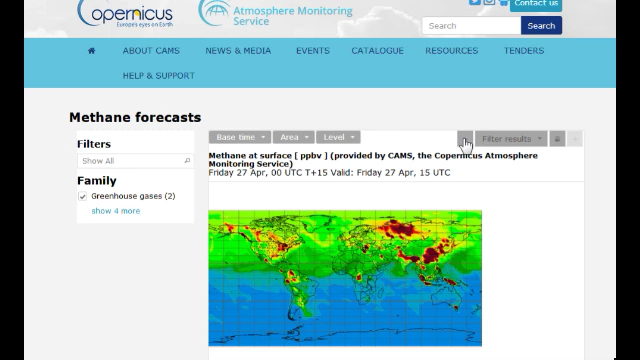 opernicus
Europe's eyes on Earth
Atmosphere Monitoring
Service
Contact us
Search
Search
ABOUT CAMS
NEWS & MEDIA
EVENTS
CATALOGUE
RESOURCES
TENDERS
HELP & SUPPORT
Methane forecasts
Filters
Show All
Family
Greenhouse gases (2)
show 4 more
Base time
Area
Level
Filter results
Methane at surface [ ppbv ] (provided by CAMS, the Copernicus Atmosphere
Monitoring Service)
Friday 27 Apr, 00 UTC T+15 Valid: Friday 27 Apr, 15 UTC